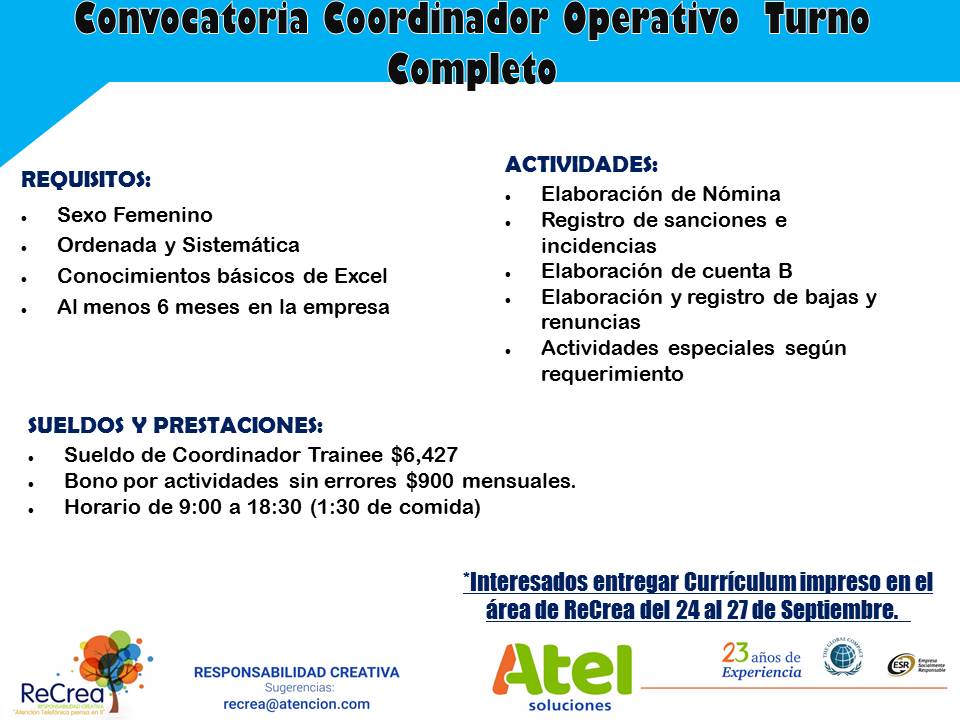 Convocatoria Coordinador Operativo Turno
Completo
REQUISITOS:
Sexo Femenino
Ordenada y Sistemática
Conocimientos básicos de Excel
Al menos 6 meses en la empresa
ACTIVIDADES:
Elaboración de Nómina
Registro de sanciones e
incidencias
Elaboración de cuenta B
Elaboración y registro de bajas y
renuncias
Actividades especiales según
requerimiento
SUELDOS Y PRESTACIONES:
Sueldo de Coordinador Trainee $6,427
Bono por actividades sin errores $900 mensuales.
Horario de 9:00 a 18:30 (1:30 de comida)
*Interesados entregar Currículum impreso en el
área de ReCrea del 24 al 27 de Septiembre.
ReCrea
RESPONSABILIDAD CREATIVA
"Atención Telefónica piensa en ti"
RESPONSABILIDAD CREATIVA
Sugerencias:
recrea@atencion.com
Atel
soluciones
23 años de
Experiencia
THE GLOBAL COMPACT
ESR
Empresa
Socialmente
Responsable